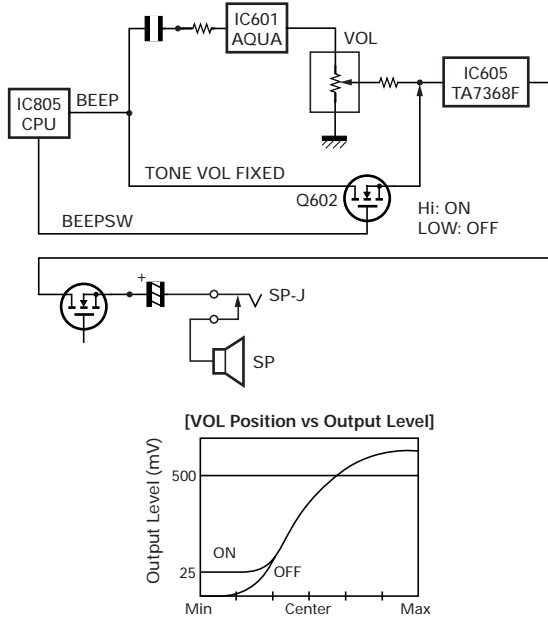 IC601
AQUA
VOL
IC605
TA7368F
IC805
CPU
BEEP
TONE VOL FIXED
Q602
Hi: ON
LOW: OFF
BEEPSW
+
SP-J
SP
[VOL Position vs Output Level]
Output Level (mV)
500
25
ON
OFF
Min
Center
Max